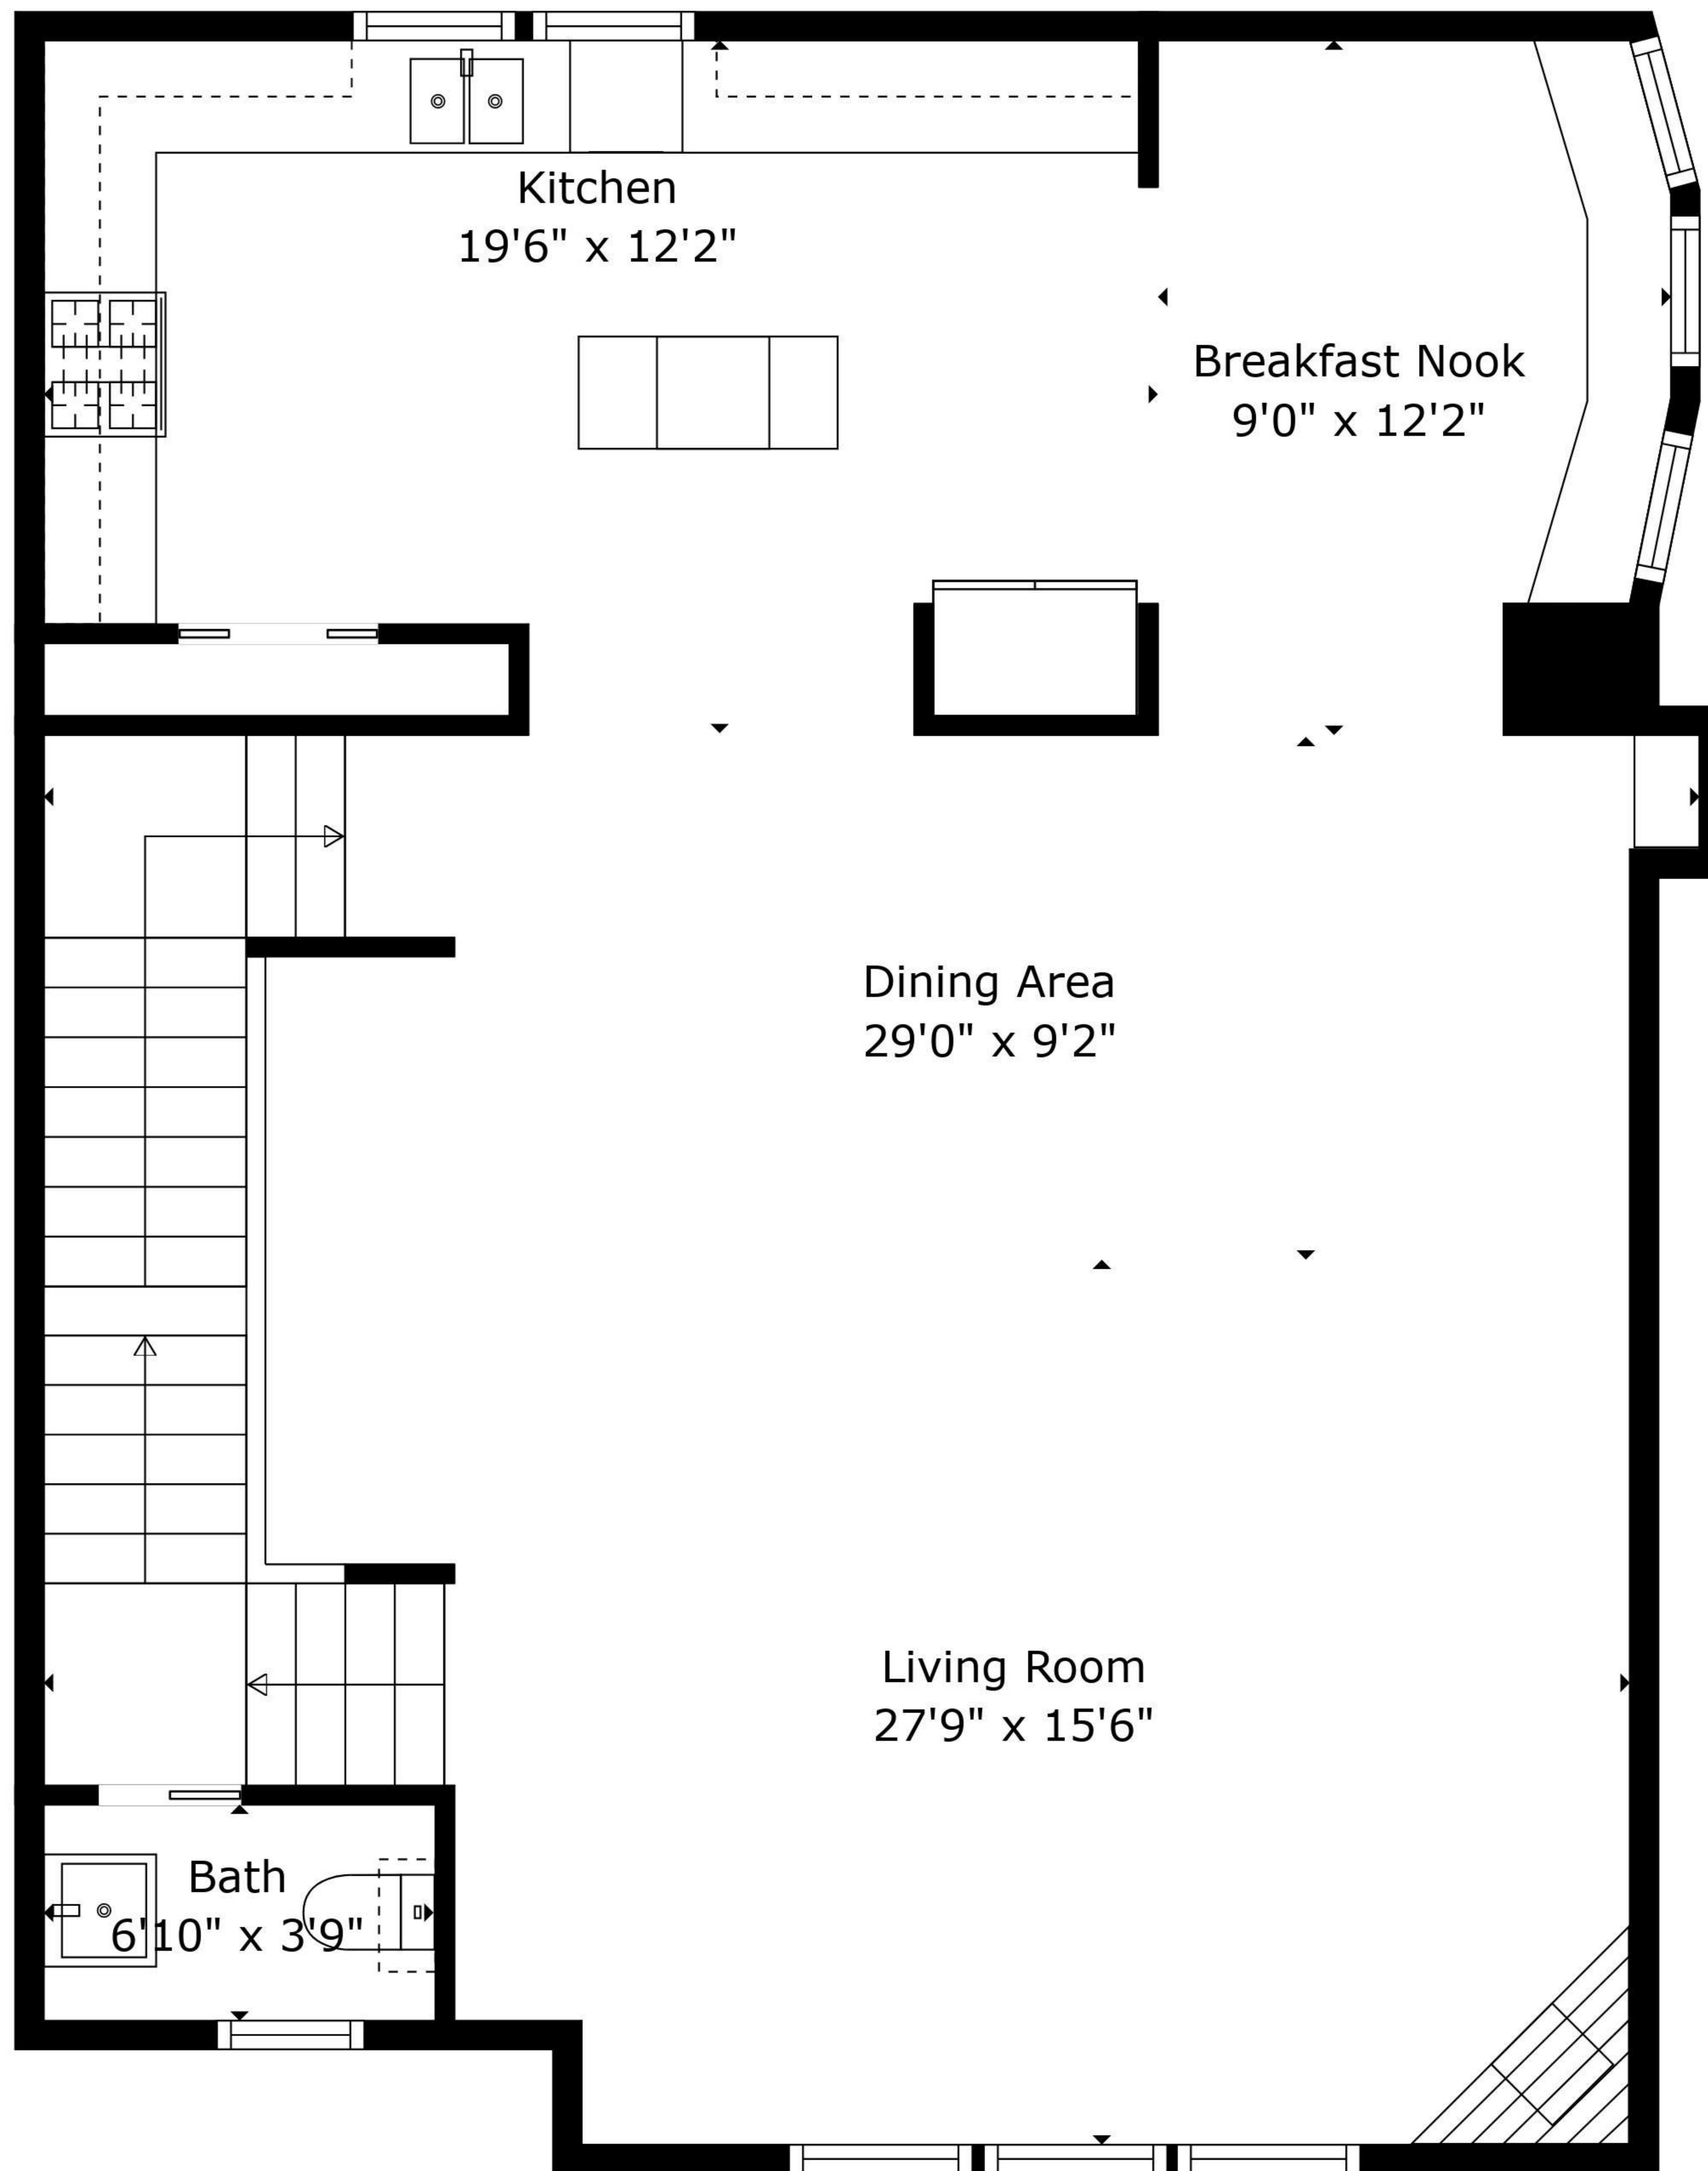 Kitchen
19'6" x 12'2"
Breakfast Nook
9'0" x 12'2"
Dining Area
29'0" x 9'2"
Living Room
27'9" x 15'6"
Bath
6'10" x 3'9"